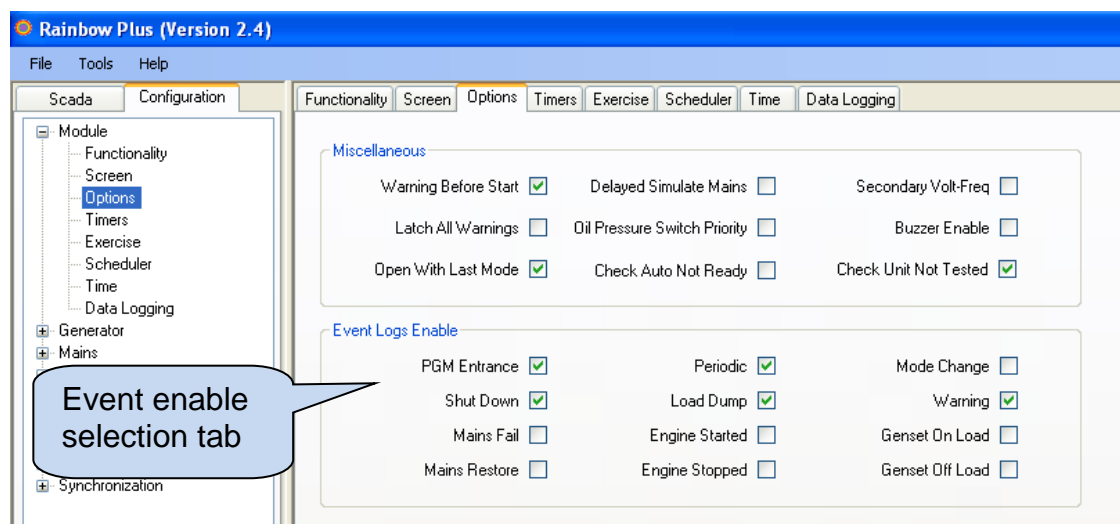 Rainbow Plus (Version 2.4)
File Tools Help
Scada Configuration
Functionality Screen Options Timers Exercise Scheduler Time Data Logging
Module
Functionality
Screen
Options
Timers
Exercise
Scheduler
Time
Data Logging
Generator
Mains
Synchronization
Event enable
selection tab
Miscellaneous
Warning Before Start Delayed Simulate Mains Secondary Volt-Freq
Latch All Warnings Oil Pressure Switch Priority Buzzer Enable
Open With Last Mode Check Auto Not Ready Check Unit Not Tested
Event Logs Enable
PGM Entrance Periodic Mode Change
Shut Down Load Dump Warning
Mains Fail Engine Started Genset On Load
Mains Restore Engine Stopped Genset Off Load